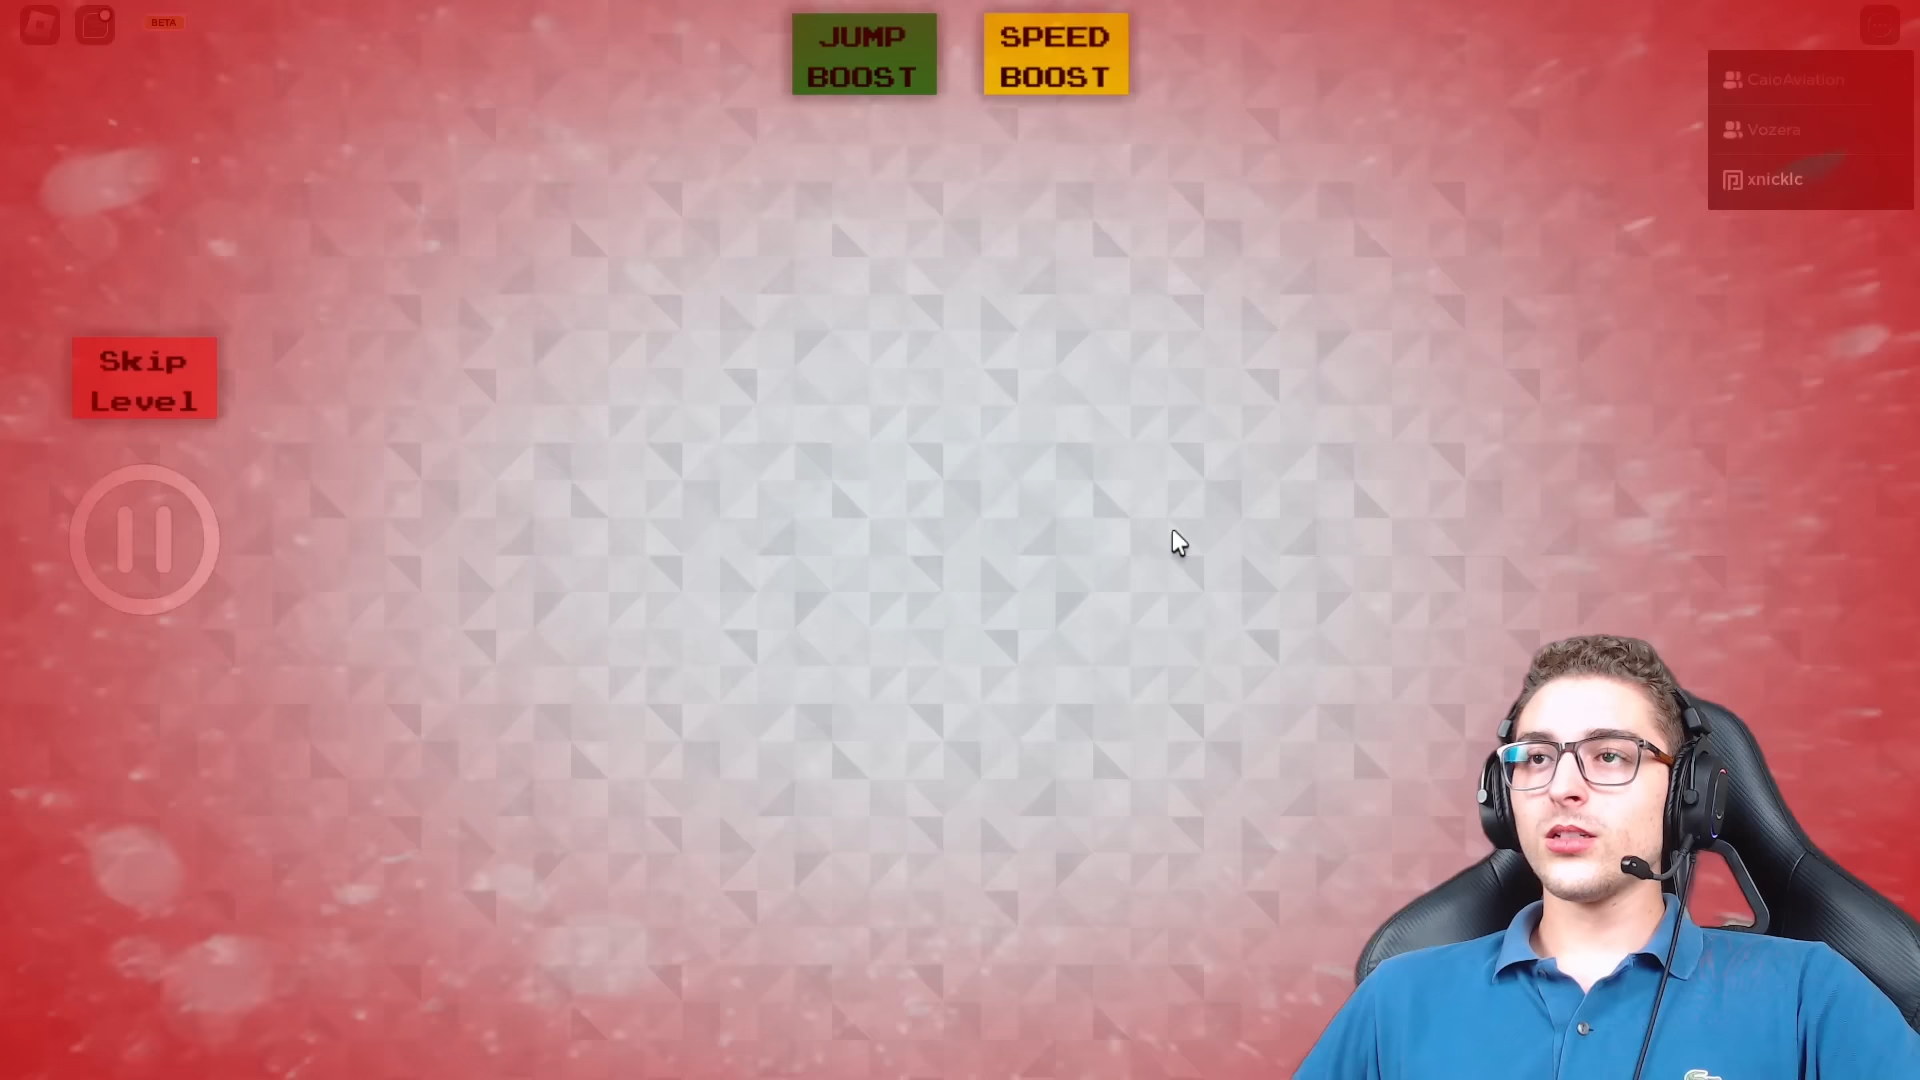 BETA
JUMP
BOOST
SPEED
BOOST
CaioAviation
Vozera
xnicklc
Skip
Level